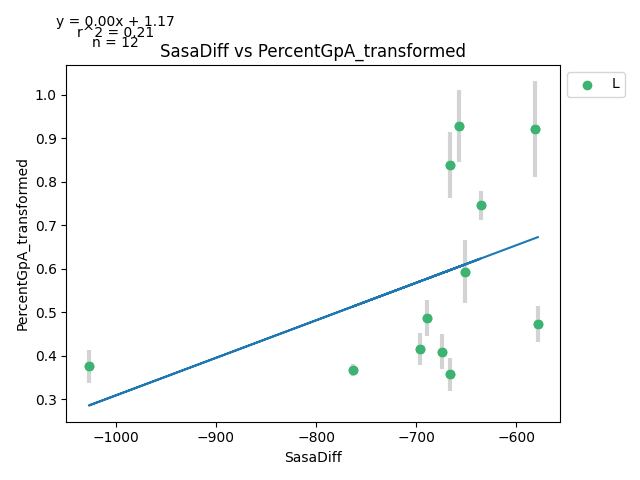 y = 0.00x + 1.17
r^2 = 0.21
n = 12
SasaDiff vs PercentGpA_transformed
L
1.0
0.9
0.8
0.7
0.6
0.5
0.4
0.3
PercentGpA_transformed
−1000 −900 −800 −700 −600
SasaDiff